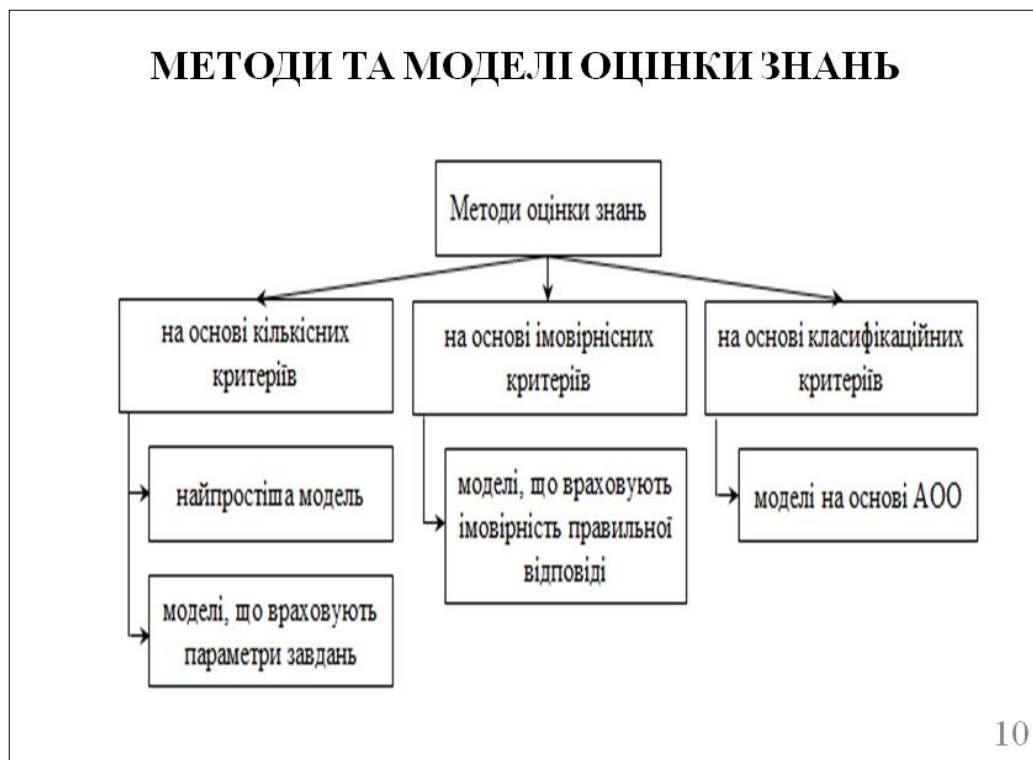 МЕТОДИ ТА МОДЕЛІ ОЦІНКИ ЗНАНЬ
Методи оцінки знань
на основі кількісних
критеріїв
на основі імовірнісних
критеріїв
на основі класифікаційних
критеріїв
найпростіша модель
моделі, що враховують
параметри завдань
моделі, що враховують
імовірність правильної
відповіді
моделі на основі АОО
10